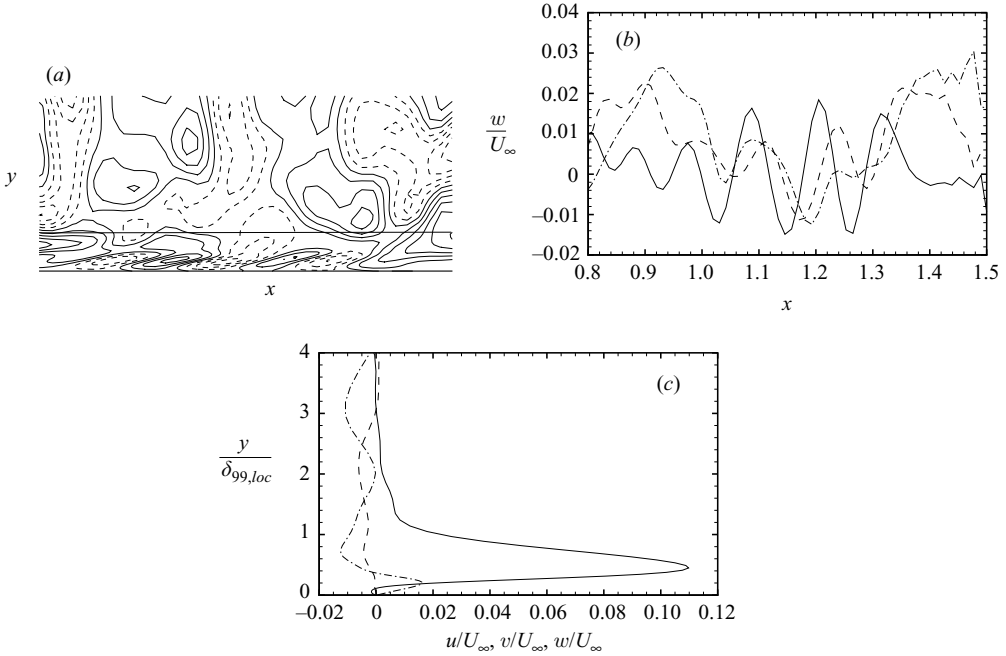 (a)
y
x
0.04
0.03
0.02
0.01
0
–0.01
–0.02
w
U∞
(b)
0.8 0.9 1.0 1.1 1.2 1.3 1.4 1.5
x
4
3
2
1
0
y
δ99,loc
(c)
–0.02 0 0.02 0.04 0.06 0.08 0.10 0.12
u/U∞, v/U∞, w/U∞